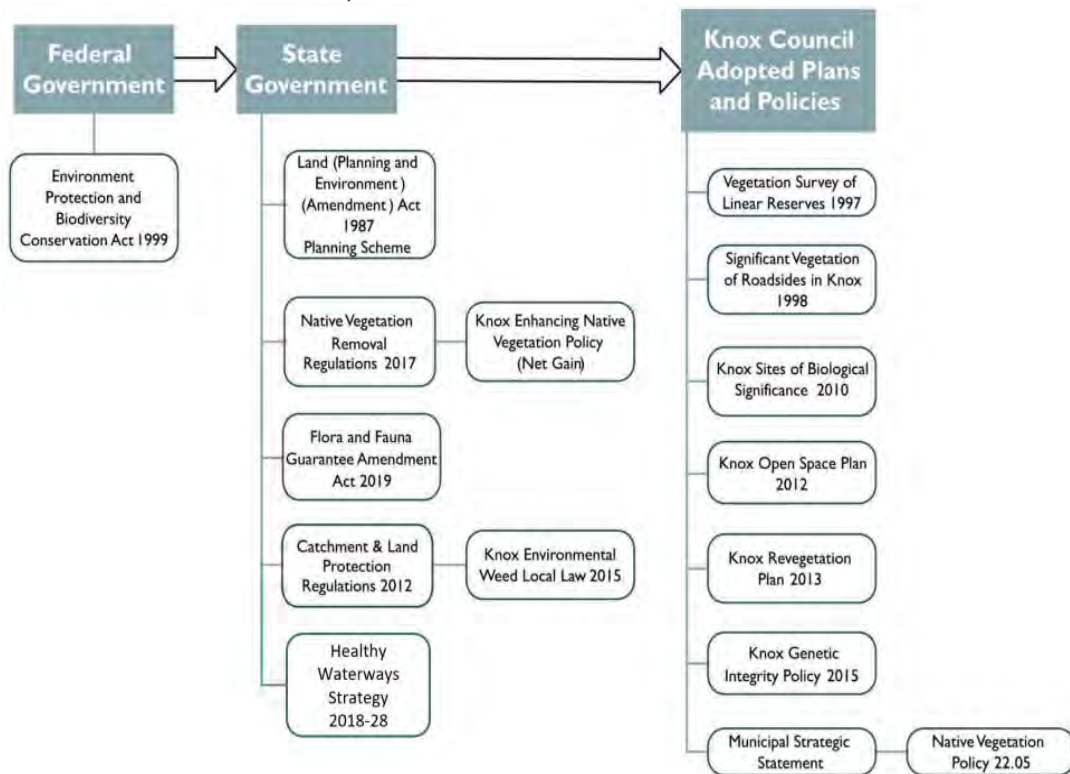 Federal
Government
State
Government
Knox Council
Adopted Plans
and Policies
Environment
Protection and
Biodiversity
Conservation Act 1999
Land (Planning and
Environment )
(Amendment ) Act
1987
Planning Scheme
Native Vegetation
Removal
Regulations 2017
Knox Enhancing Native
Vegetation Policy
(Net Gain)
Flora and Fauna
Guarantee Amendment
Act 2019
Catchment & Land
Protection
Regulations 2012
Knox Environmental
Weed Local Law 2015
Healthy
Waterways
Strategy
2018-28
Vegetation Survey of
Linear Reserves 1997
Significant Vegetation
of Roadsides in Knox
1998
Knox Sites of Biological
Significance 2010
Knox Open Space Plan
2012
Knox Revegetation
Plan 2013
Knox Genetic
Integrity Policy 2015
Municipal Strategic
Statement
Native Vegetation
Policy 22.05